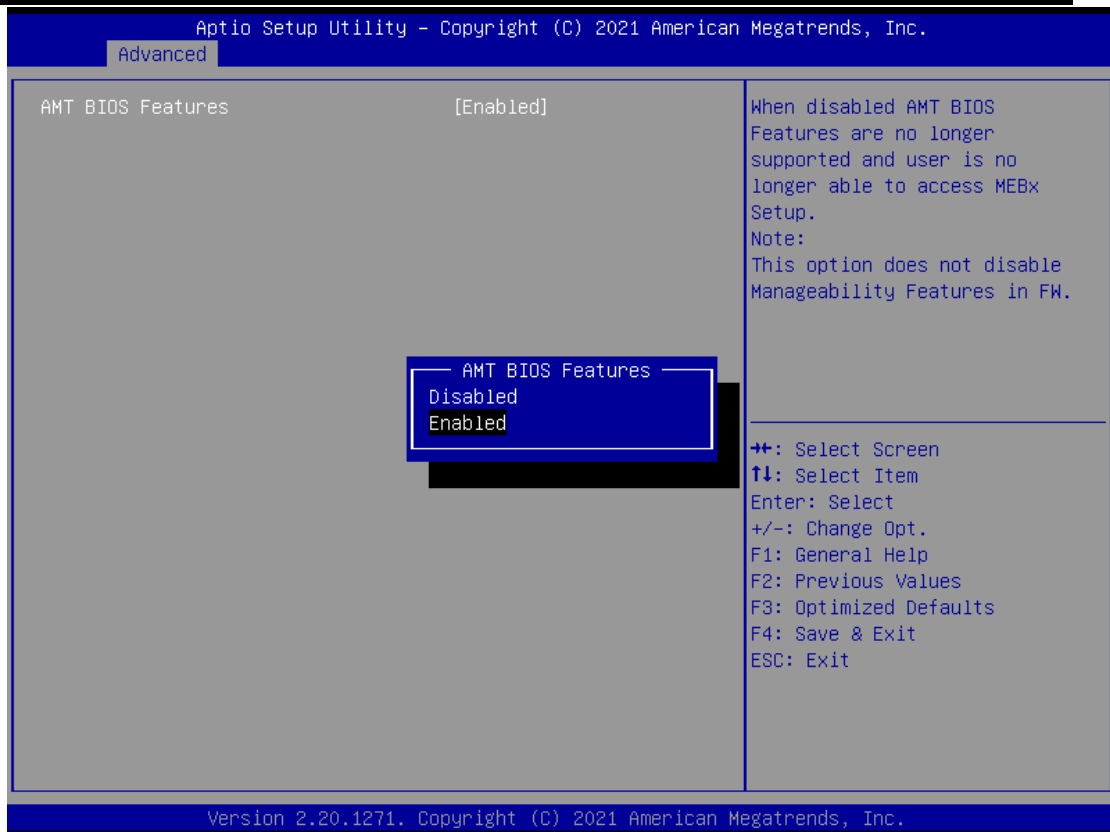 Aptio Setup Utility – Copyright (C) 2021 American Megatrends, Inc.
Advanced
AMT BIOS Features [Enabled]
When disabled AMT BIOS
Features are no longer
supported and user is no
longer able to access MEBx
Setup.
Note:
This option does not disable
Manageability Features in FW.
AMT BIOS Features
Disabled
Enabled
→←: Select Screen
↑↓: Select Item
Enter: Select
+/-: Change Opt.
F1: General Help
F2: Previous Values
F3: Optimized Defaults
F4: Save & Exit
ESC: Exit
Version 2.20.1271. Copyright (C) 2021 American Megatrends, Inc.